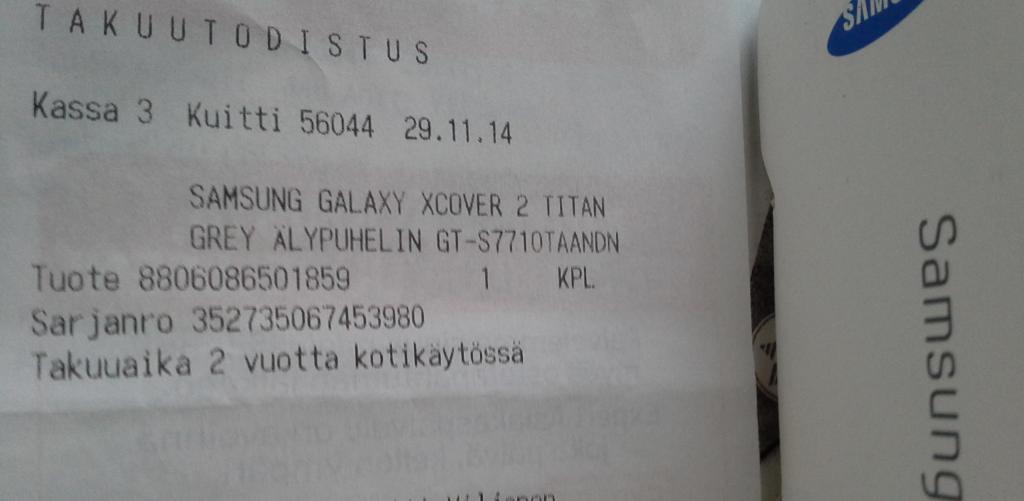 TAKUUTODISTUS
Kassa 3 Kuitti 56044 29.11.14
SAMSUNG GALAXY XCOVER 2 TITAN
GREY ÄLYPUHELIN GT-S7710TAANDN
Tuote 8806086501859 1 KPL
Sarjanro 352735067453980
Takuuaika 2 vuotta kotikäytössä
Samsung